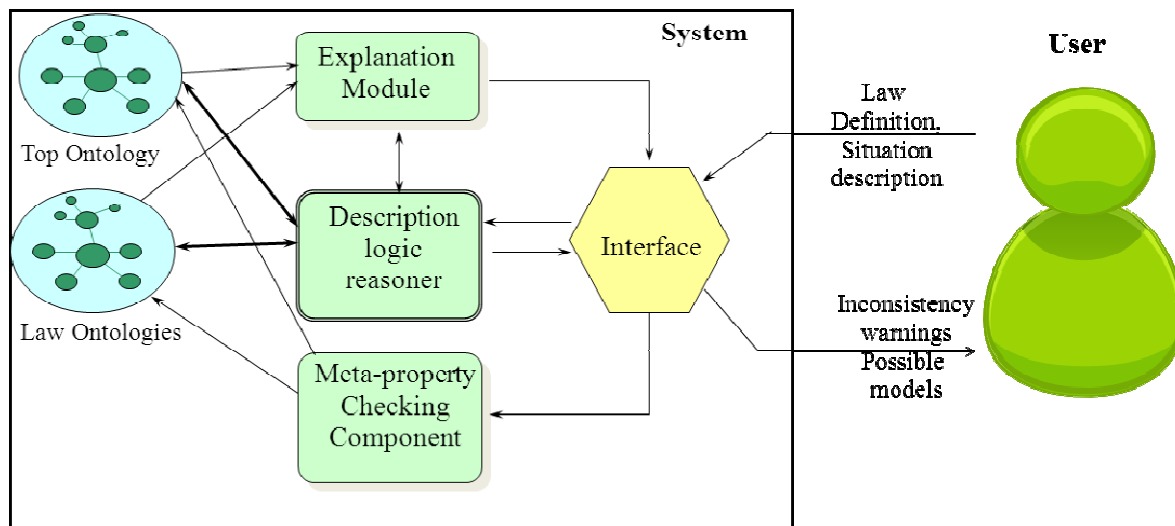 System
User
Explanation
Module
Top Ontology
Law
Definition,
Situation
description
Description
logic
reasoner
Interface
Law Ontologies
Inconsistency
warnings
Possible
models
Meta-property
Checking
Component